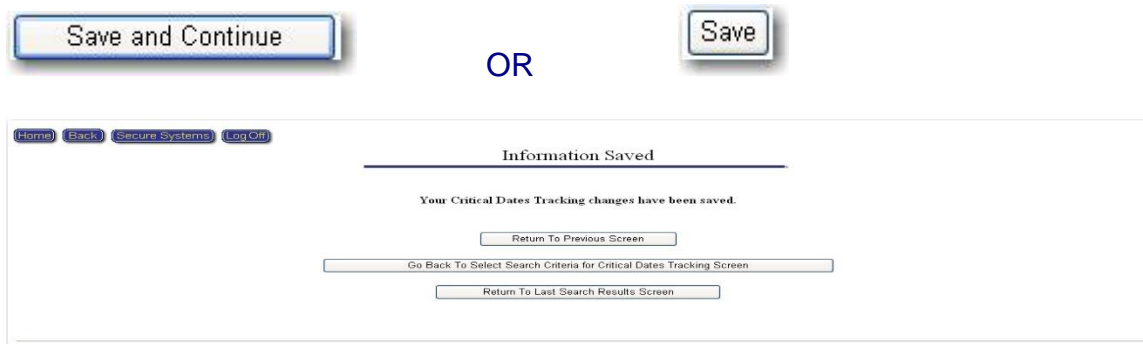 Save and Continue
OR
Save
Home Back Secure Systems Log Off
Information Saved
Your Critical Dates Tracking changes have been saved.
Return To Previous Screen
Go Back To Select Search Criteria for Critical Dates Tracking Screen
Return To Last Search Results Screen